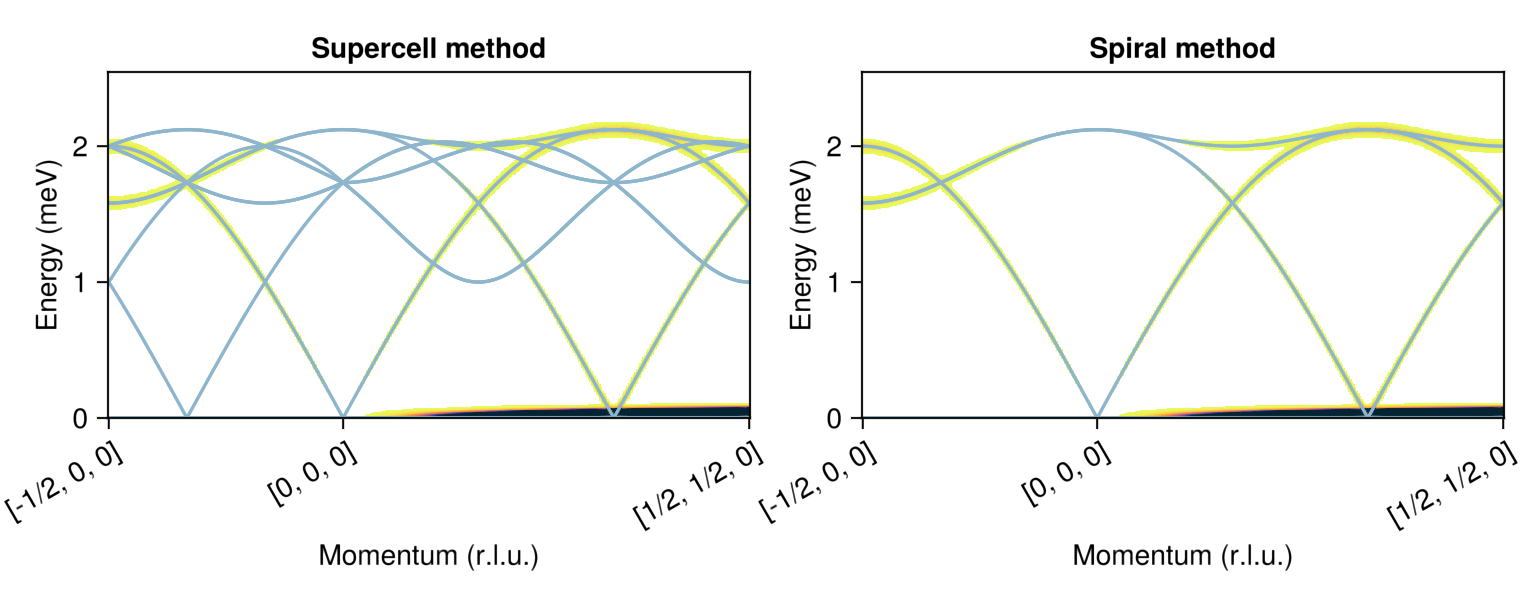 Supercell method
Energy (meV)
2
1
0
[-1/2, 0, 0]
[0, 0, 0]
[1/2, 1/2, 0]
Momentum (r.l.u.)
Spiral method
Energy (meV)
2
1
0
[-1/2, 0, 0]
[0, 0, 0]
[1/2, 1/2, 0]
Momentum (r.l.u.)